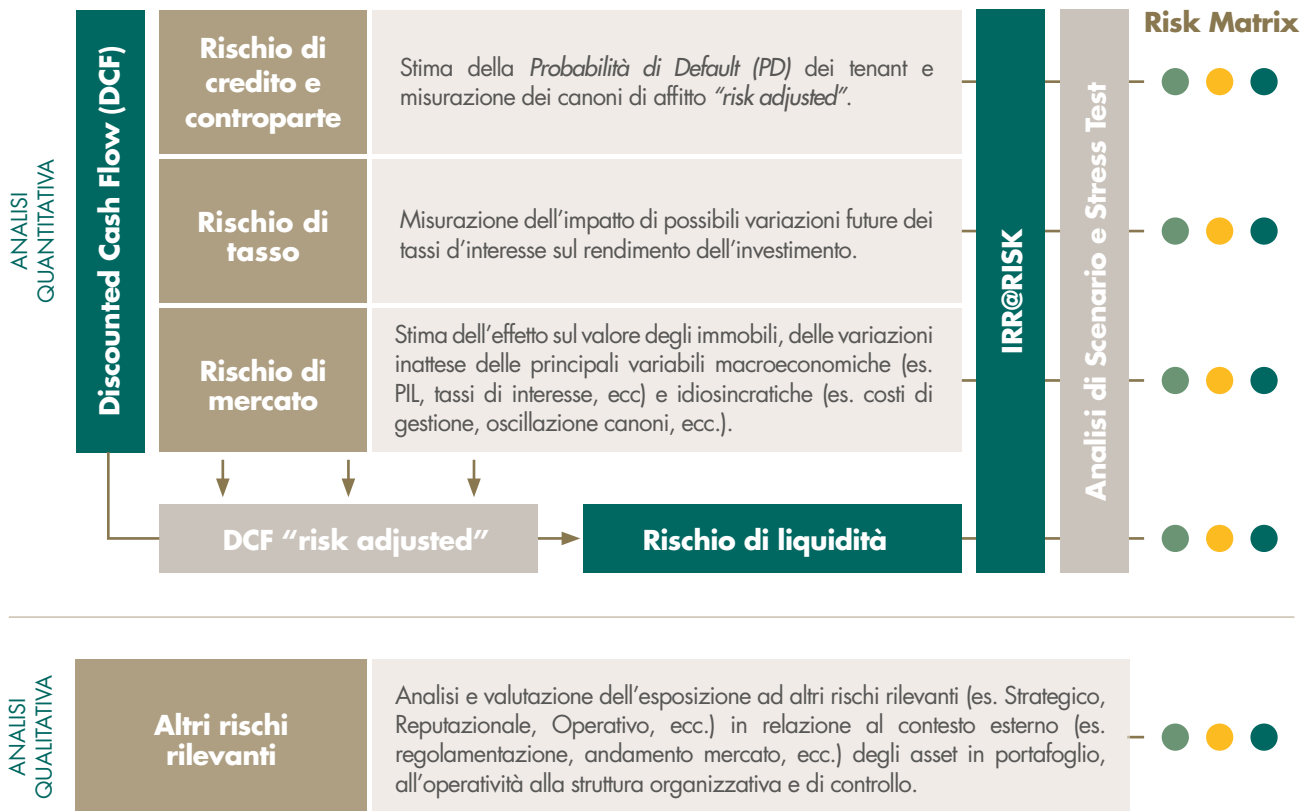 Risk Matrix
ANALISI
QUANTITATIVA
Discounted Cash Flow (DCF)
Rischio di
credito e
controparte
Stima della Probabilità di Default (PD) dei tenant e
misurazione dei canoni di affitto “risk adjusted”.
Rischio di
tasso
Misurazione dell’impatto di possibili variazioni future dei
tassi d’interesse sul rendimento dell’investimento.
Rischio di
mercato
Stima dell’effetto sul valore degli immobili, delle variazioni
inattese delle principali variabili macroeconomiche (es.
PIL, tassi di interesse, ecc) e idiosincratiche (es. costi di
gestione, oscillazione canoni, ecc.).
IRR@RISK
Analisi di Scenario e Stress Test
DCF “risk adjusted”
Rischio di liquidità
ANALISI
QUALITATIVA
Altri rischi
rilevanti
Analisi e valutazione dell’esposizione ad altri rischi rilevanti (es. Strategico,
Reputazionale, Operativo, ecc.) in relazione al contesto esterno (es.
regolamentazione, andamento mercato, ecc.) degli asset in portafoglio,
all’operatività alla struttura organizzativa e di controllo.